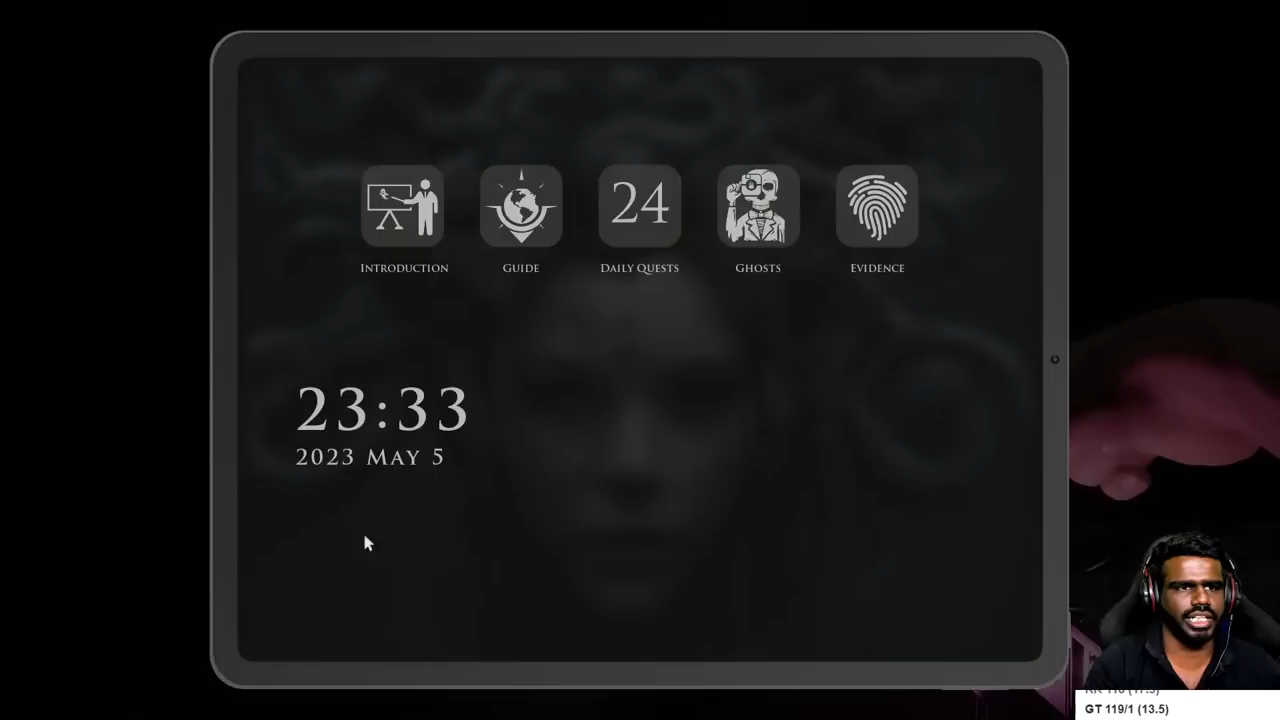 24
INTRODUCTION
GUIDE
DAILY QUESTS
GHOSTS
EVIDENCE
23:33
2023 MAY 5
GT 119/1 (13.5)